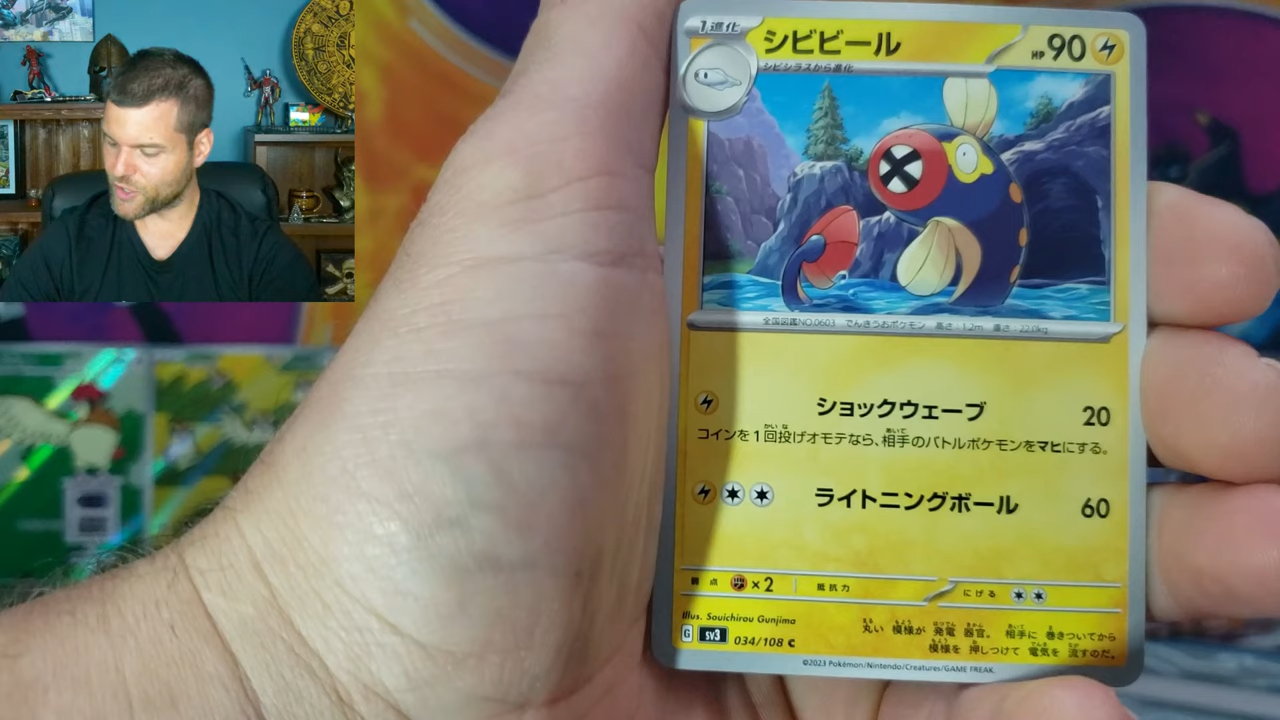 1進化
シビビール
HP 90
シビシラスから進化
全国図鑑NO.0603 でんきうおポケモン 高さ:1.2m 重さ:22.0kg
ショックウェーブ 20
コインを1回投げオモテなら、相手のバトルポケモンをマヒにする。
ライトニングボール 60
弱点 ×2 抵抗力 にげる
Illus. Souichirou Gunjima
G sv3 034/108 C
丸い模様が発電器官。相手に巻きついてから
模様を押しつけて電気を流すのだ。
©2023 Pokémon/Nintendo/Creatures/GAME FREAK.